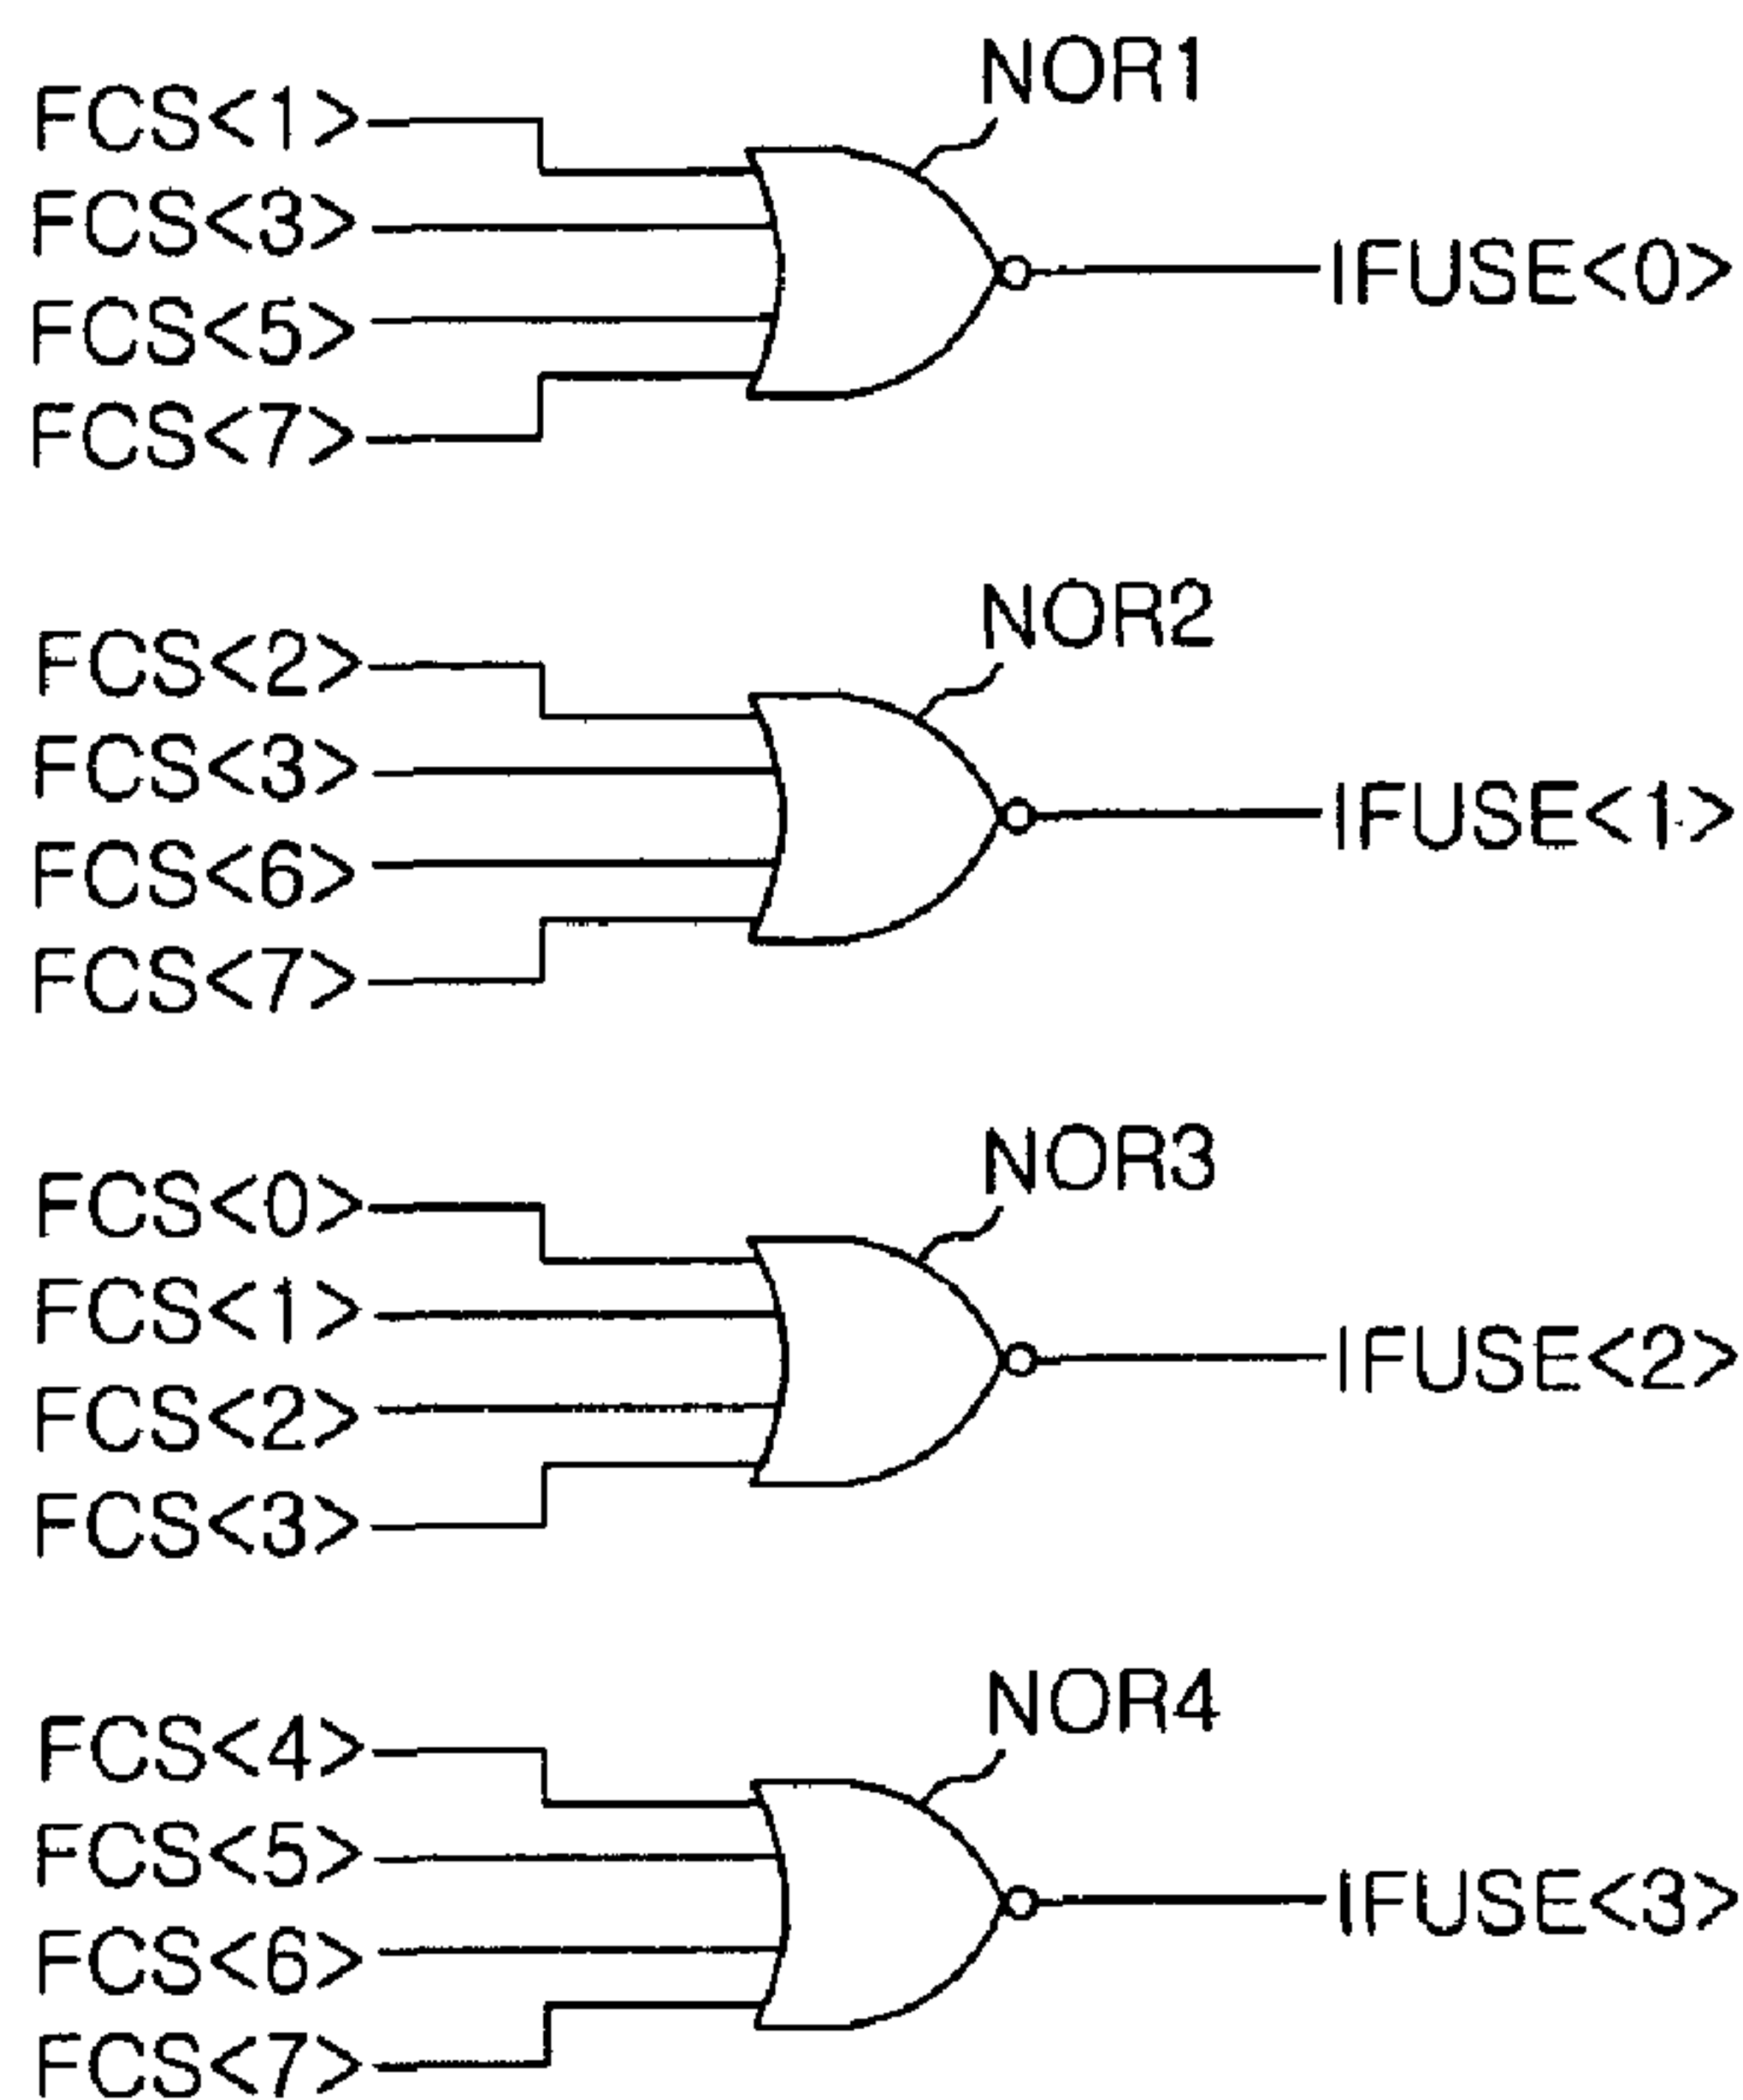 NOR1
FCS<1>
FCS<3>
IFUSE<0>
FCS<5>
FCS<7>
NOR2
FCS<2>
FCS<3>
IFUSE<1>
FCS<6>
FCS<7>
NOR3
FCS<0>
FCS<1>
IFUSE<2>
FCS<2>
FCS<3>
NOR4
FCS<4>
FCS<5>
IFUSE<3>
FCS<6>
FCS<7>